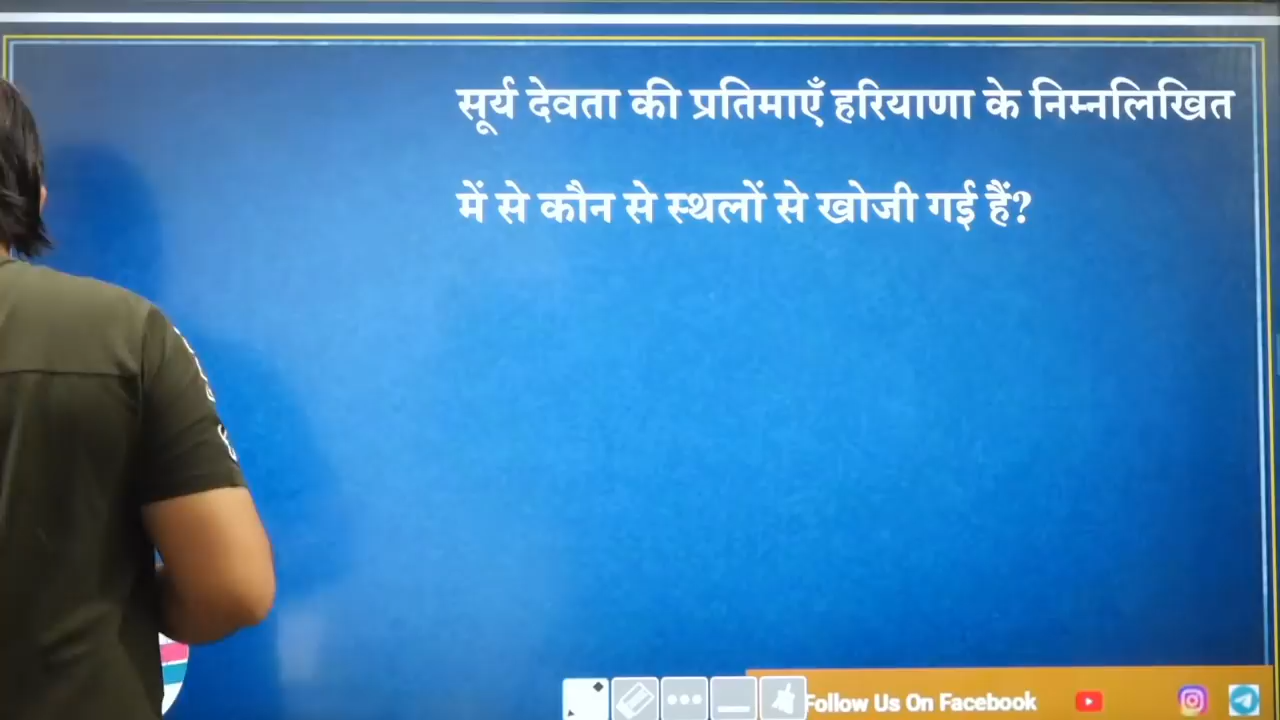 सूर्य देवता की प्रतिमाएँ हरियाणा के निम्नलिखित
में से कौन से स्थलों से खोजी गई हैं?
Follow Us On Facebook